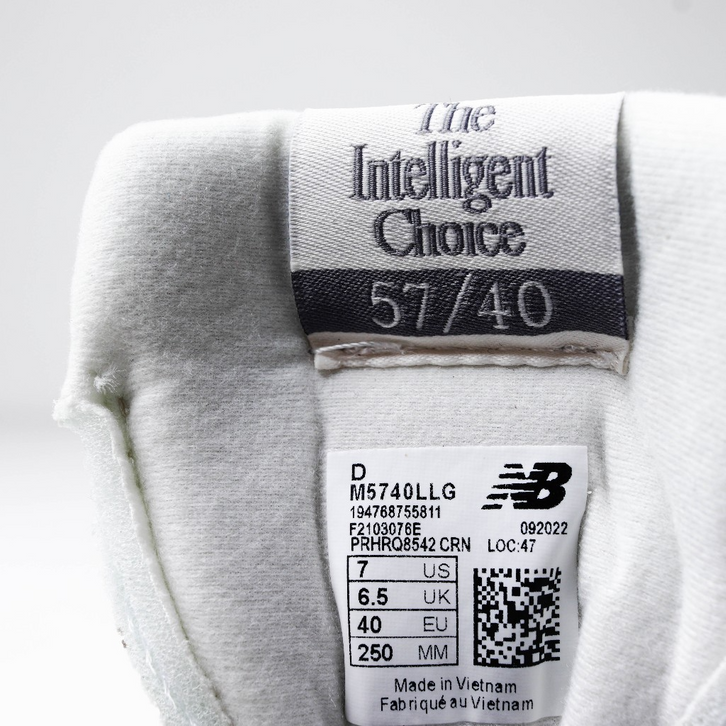 The
Intelligent
Choice
57/40
D
M5740LLG
NB
194768755811
F2103076E 092022
PRHRQ8542 CRN LOC:47
7 US
6.5 UK
40 EU
250 MM
Made in Vietnam
Fabriqué au Vietnam